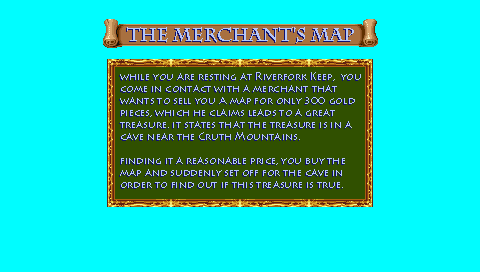 THE MERCHANT'S MAP
WHILE YOU ARE RESTING AT RIVERFORK KEEP, YOU
COME IN CONTACT WITH A MERCHANT THAT
WANTS TO SELL YOU A MAP FOR ONLY 300 GOLD
PIECES, WHICH HE CLAIMS LEADS TO A GREAT
TREASURE. IT STATES THAT THE TREASURE IS IN A
CAVE NEAR THE CRUTH MOUNTAINS.
FINDING IT A REASONABLE PRICE, YOU BUY THE
MAP AND SUDDENLY SET OFF FOR THE CAVE IN
ORDER TO FIND OUT IF THIS TREASURE IS TRUE.